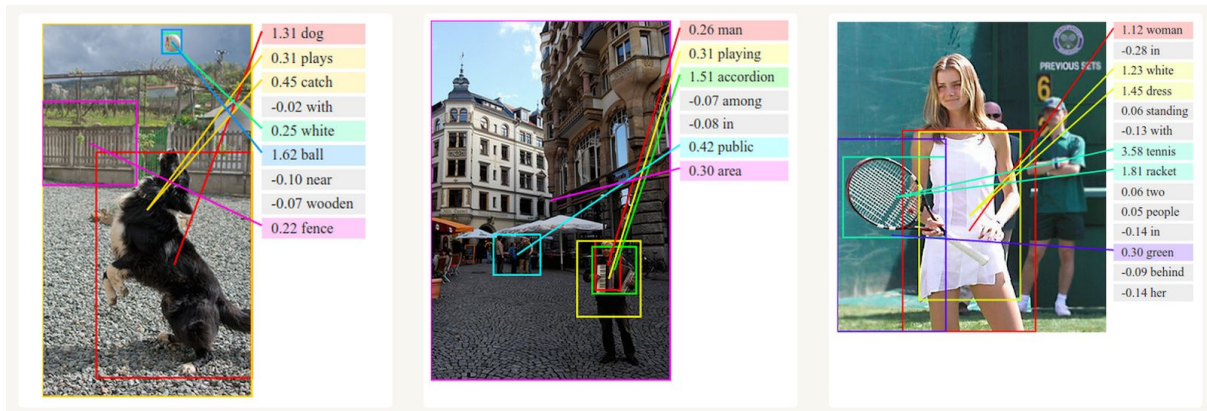 1.31 dog
0.31 plays
0.45 catch
-0.02 with
0.25 white
1.62 ball
-0.10 near
-0.07 wooden
0.22 fence
0.26 man
0.31 playing
1.51 accordion
-0.07 among
-0.08 in
0.42 public
0.30 area
PREVIOUS SETS
6
1.12 woman
-0.28 in
1.23 white
1.45 dress
0.06 standing
-0.13 with
3.58 tennis
1.81 racket
0.06 two
0.05 people
-0.14 in
0.30 green
-0.09 behind
-0.14 her